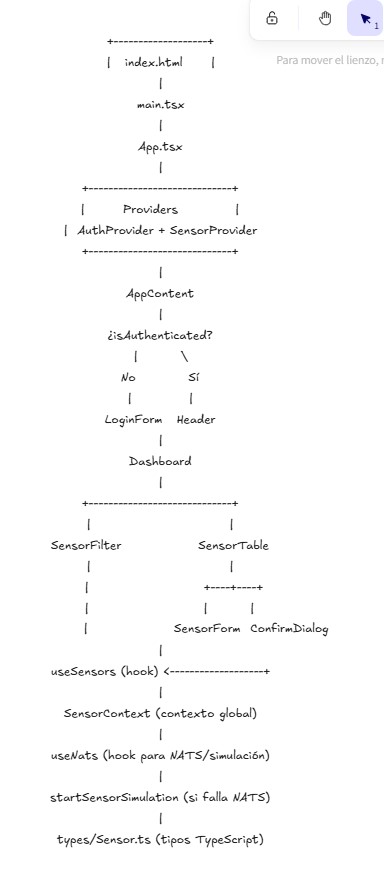 1
Para mover el lienzo,
+-------------------+
| index.html |
|
main.tsx
|
App.tsx
|
+-----------------------------+
| Providers |
| AuthProvider + SensorProvider
+-----------------------------+
|
AppContent
|
¿isAuthenticated?
| \
No Sí
| |
LoginForm Header
|
Dashboard
|
+-----------------------------+
| |
SensorFilter SensorTable
| |
| +----+----+
| | |
| SensorForm ConfirmDialog
|
useSensors (hook) <-------------------+
|
SensorContext (contexto global)
|
useNats (hook para NATS/simulación)
|
startSensorSimulation (si falla NATS)
|
types/Sensor.ts (tipos TypeScript)